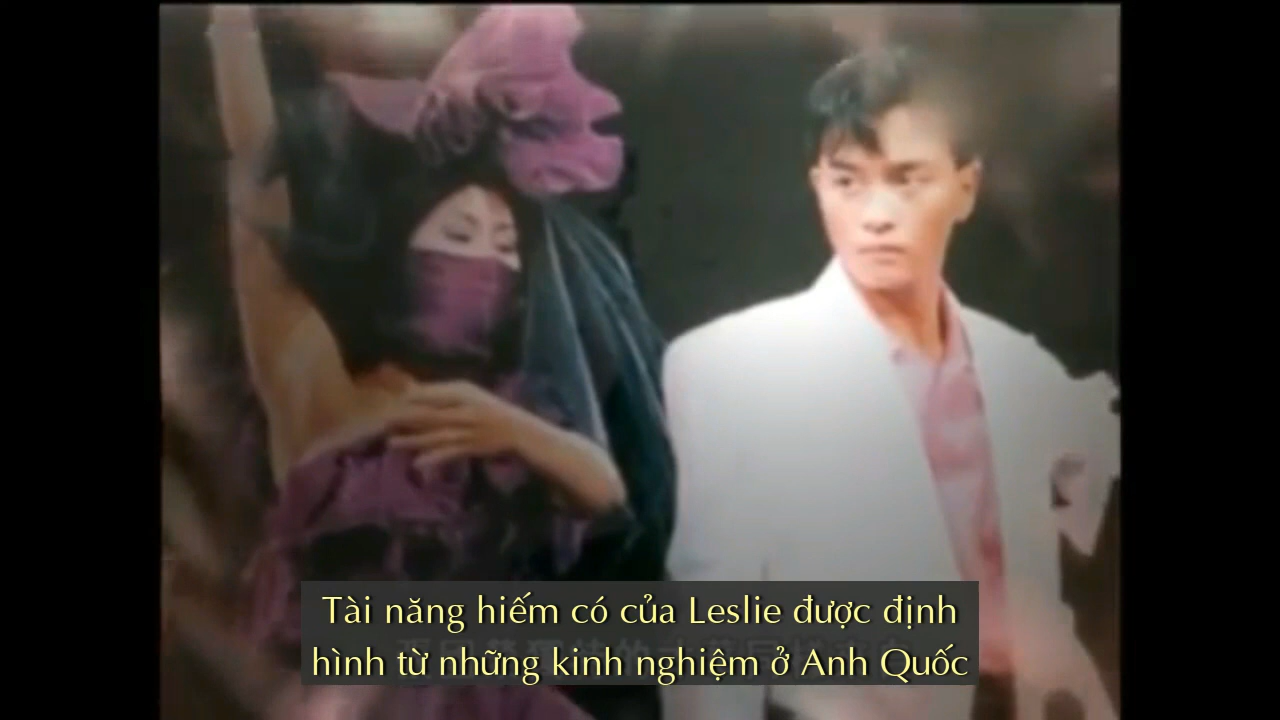 Tài năng hiếm có của Leslie được định
hình từ những kinh nghiệm ở Anh Quốc